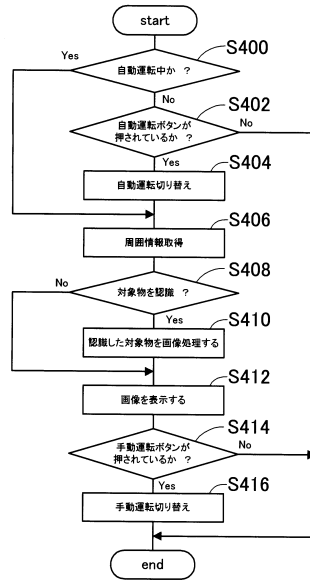 start
S400
Yes
自動運転中か ?
No
S402
自動運転ボタンが
押されているか ?
No
Yes
S404
自動運転切り替え
S406
周囲情報取得
S408
No
対象物を認識 ?
Yes
S410
認識した対象物を画像処理する
S412
画像を表示する
S414
手動運転ボタンが
押されているか ?
No
Yes
S416
手動運転切り替え
end